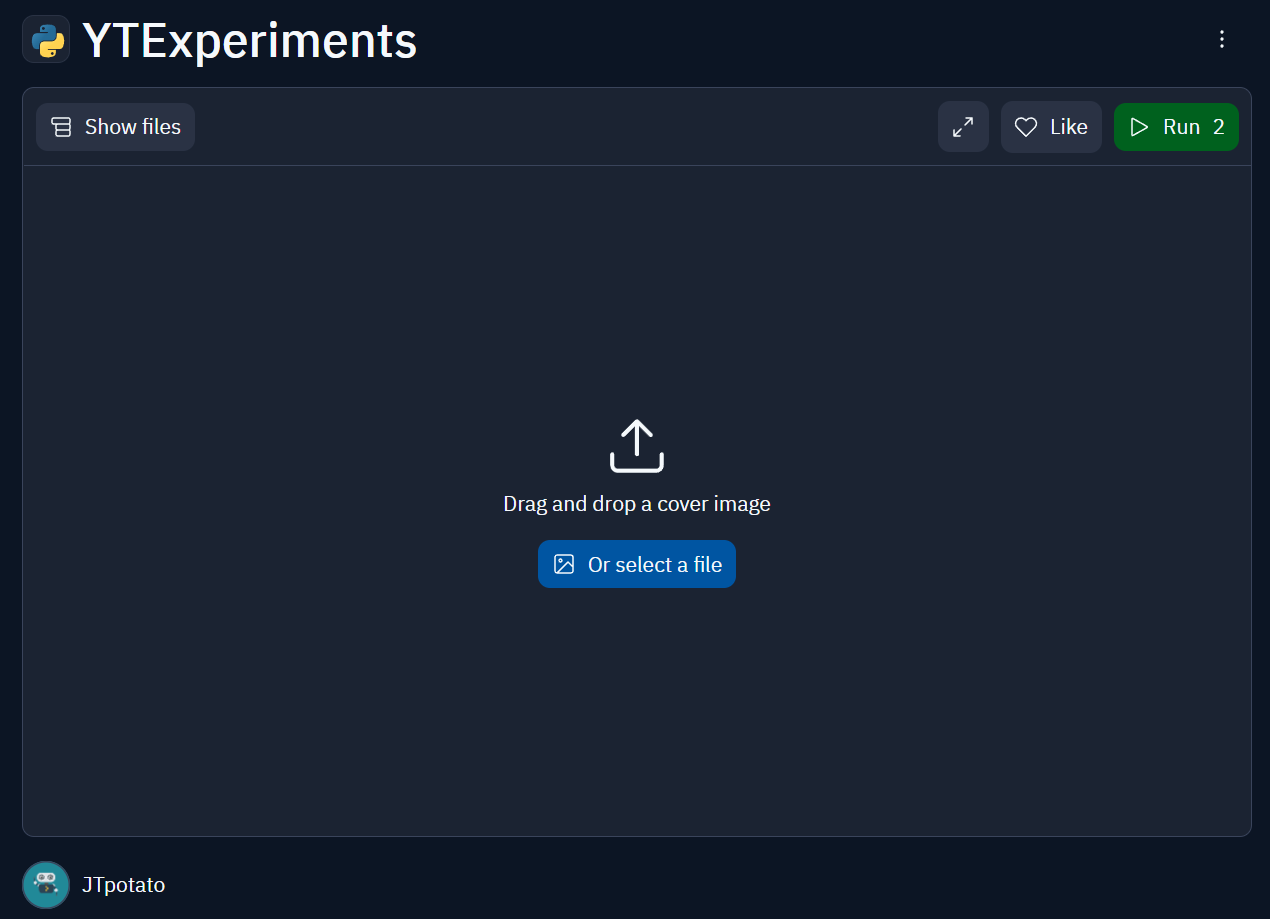 YTExperiments
Show files
Like
Run 2
Drag and drop a cover image
Or select a file
JTpotato